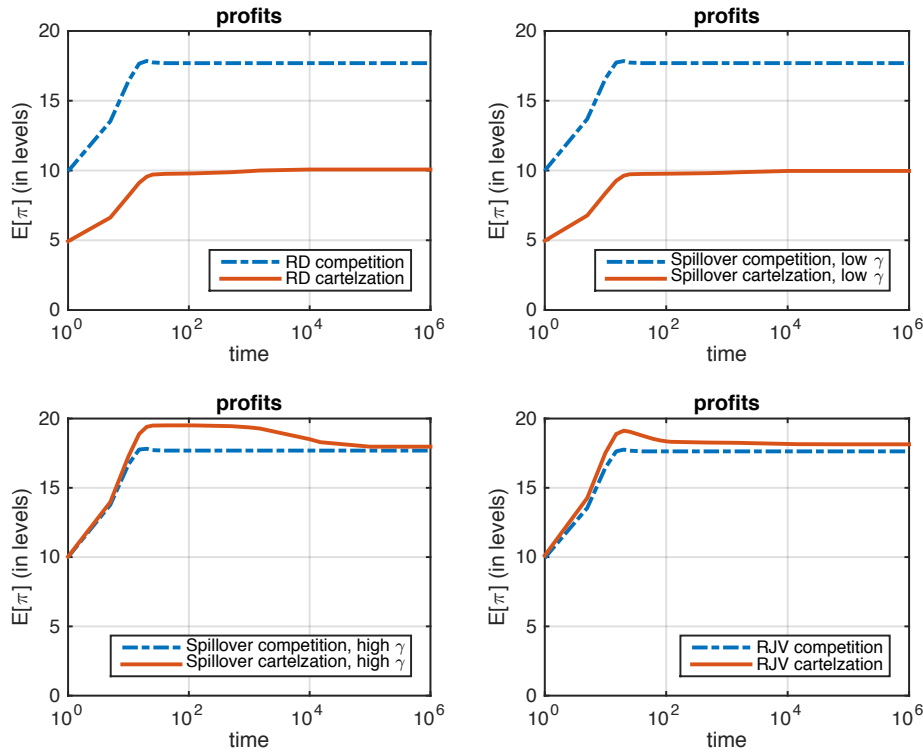 profits
20
15
10
5
0
E[π] (in levels)
RD competition
RD cartelzation
10^0
10^2
10^4
10^6
time
profits
20
15
10
5
0
E[π] (in levels)
Spillover competition, low γ
Spillover cartelzation, low γ
10^0
10^2
10^4
10^6
time
profits
20
15
10
5
0
E[π] (in levels)
Spillover competition, high γ
Spillover cartelzation, high γ
10^0
10^2
10^4
10^6
time
profits
20
15
10
5
0
E[π] (in levels)
RJV competition
RJV cartelzation
10^0
10^2
10^4
10^6
time